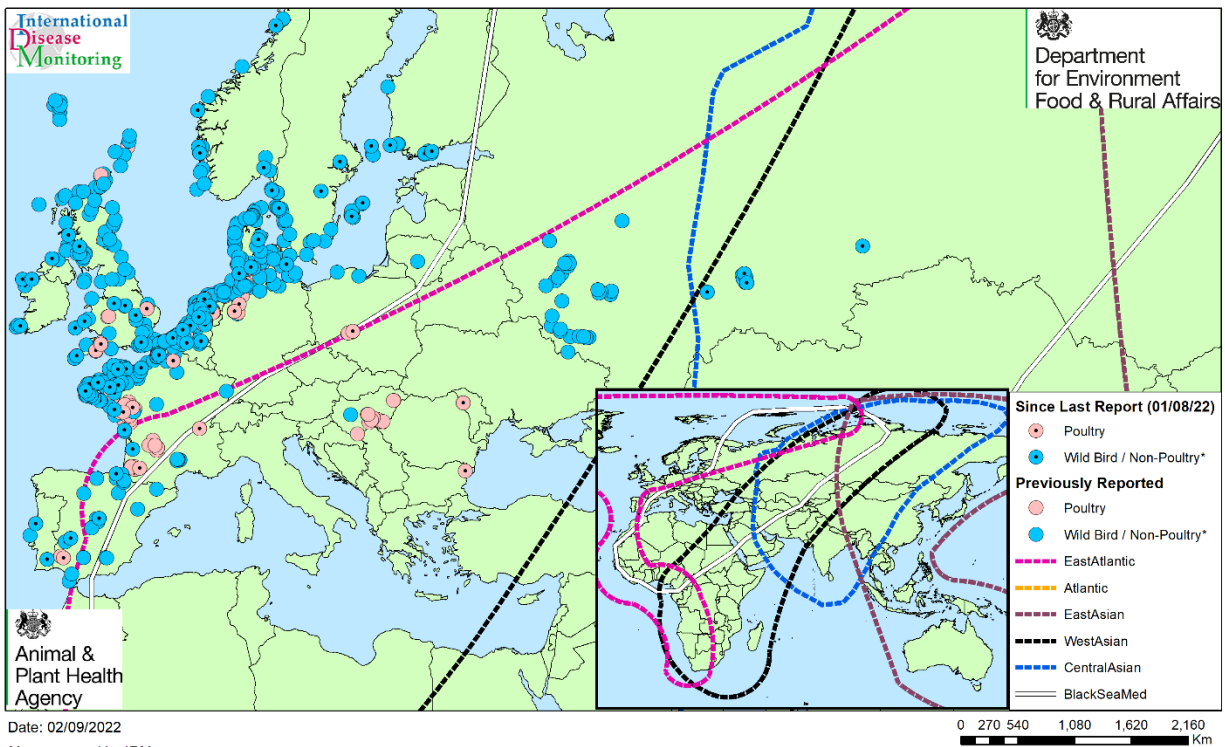 International
Disease
Monitoring
Department
for Environment
Food & Rural Affairs
Since Last Report (01/08/22)
Poultry
Wild Bird / Non-Poultry*
Previously Reported
Poultry
Wild Bird / Non-Poultry*
EastAtlantic
Atlantic
EastAsian
WestAsian
CentralAsian
BlackSeaMed
Animal &
Plant Health
Agency
Date: 02/09/2022
0 270 540 1,080 1,620 2,160
Km